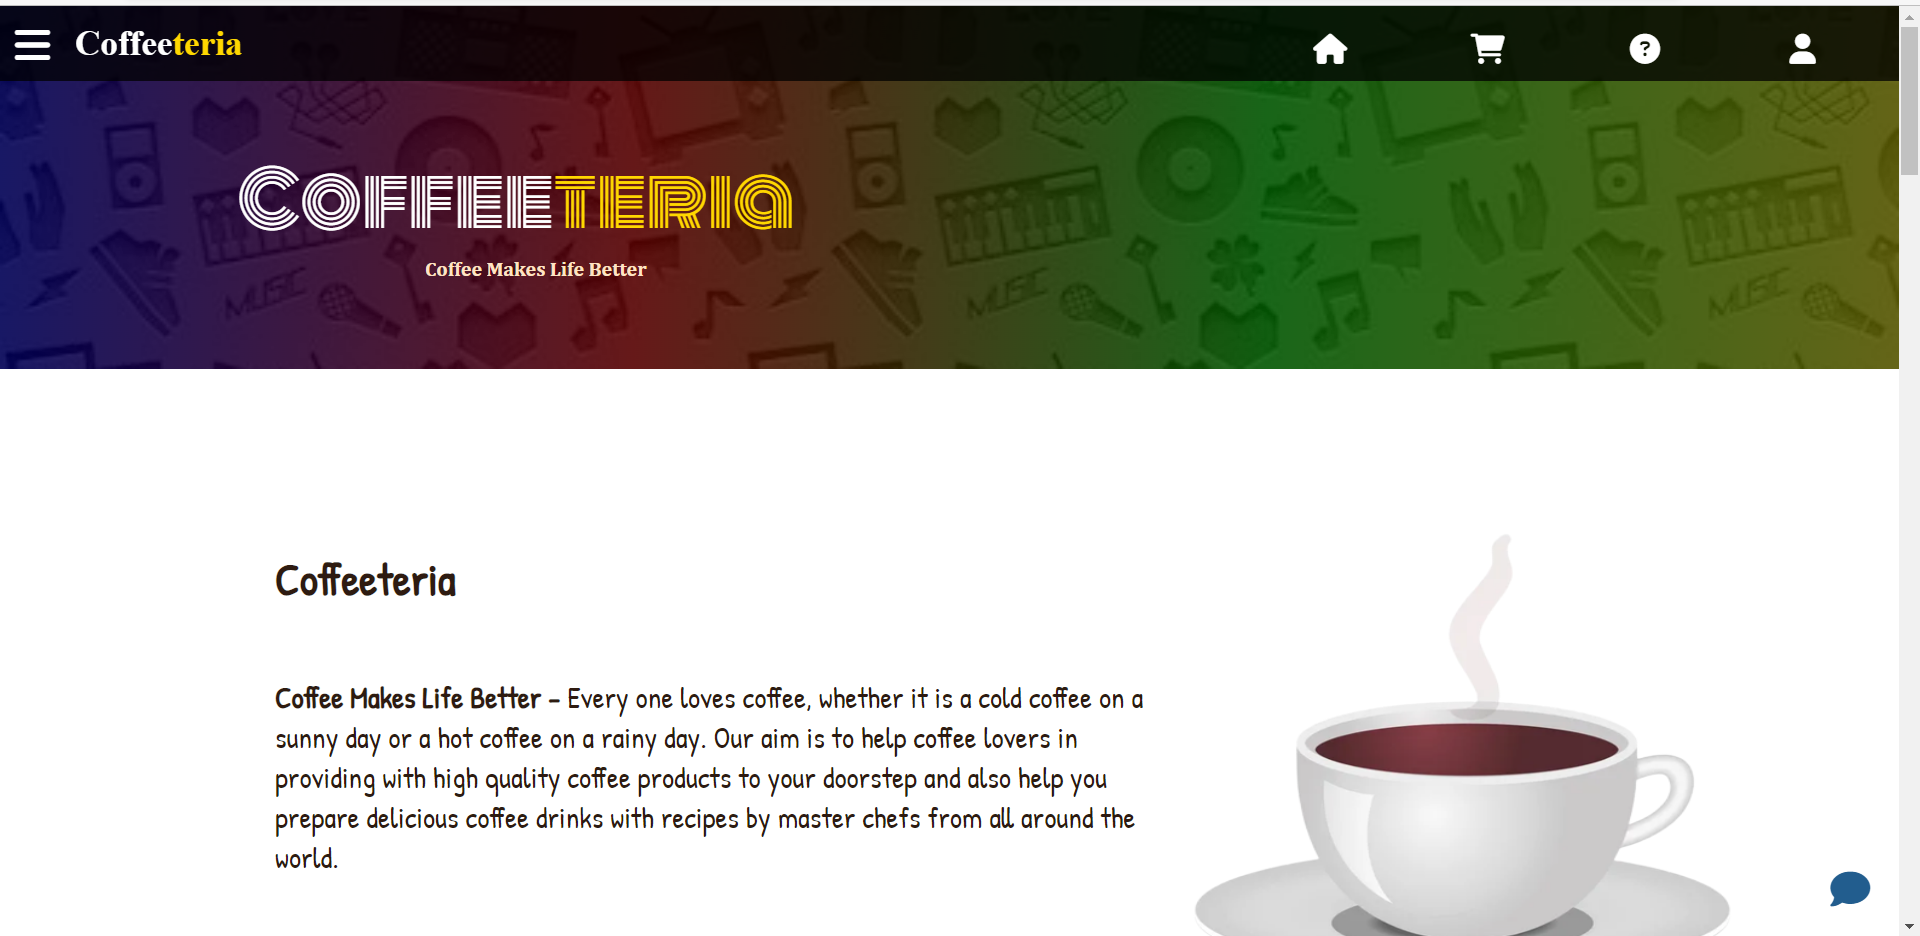 Coffeeteria
Coffeeteria
Coffee Makes Life Better
MUSIC
MUSIC
MUSIC
Coffeeteria
Coffee Makes Life Better - Every one loves coffee, whether it is a cold coffee on a
sunny day or a hot coffee on a rainy day. Our aim is to help coffee lovers in
providing with high quality coffee products to your doorstep and also help you
prepare delicious coffee drinks with recipes by master chefs from all around the
world.